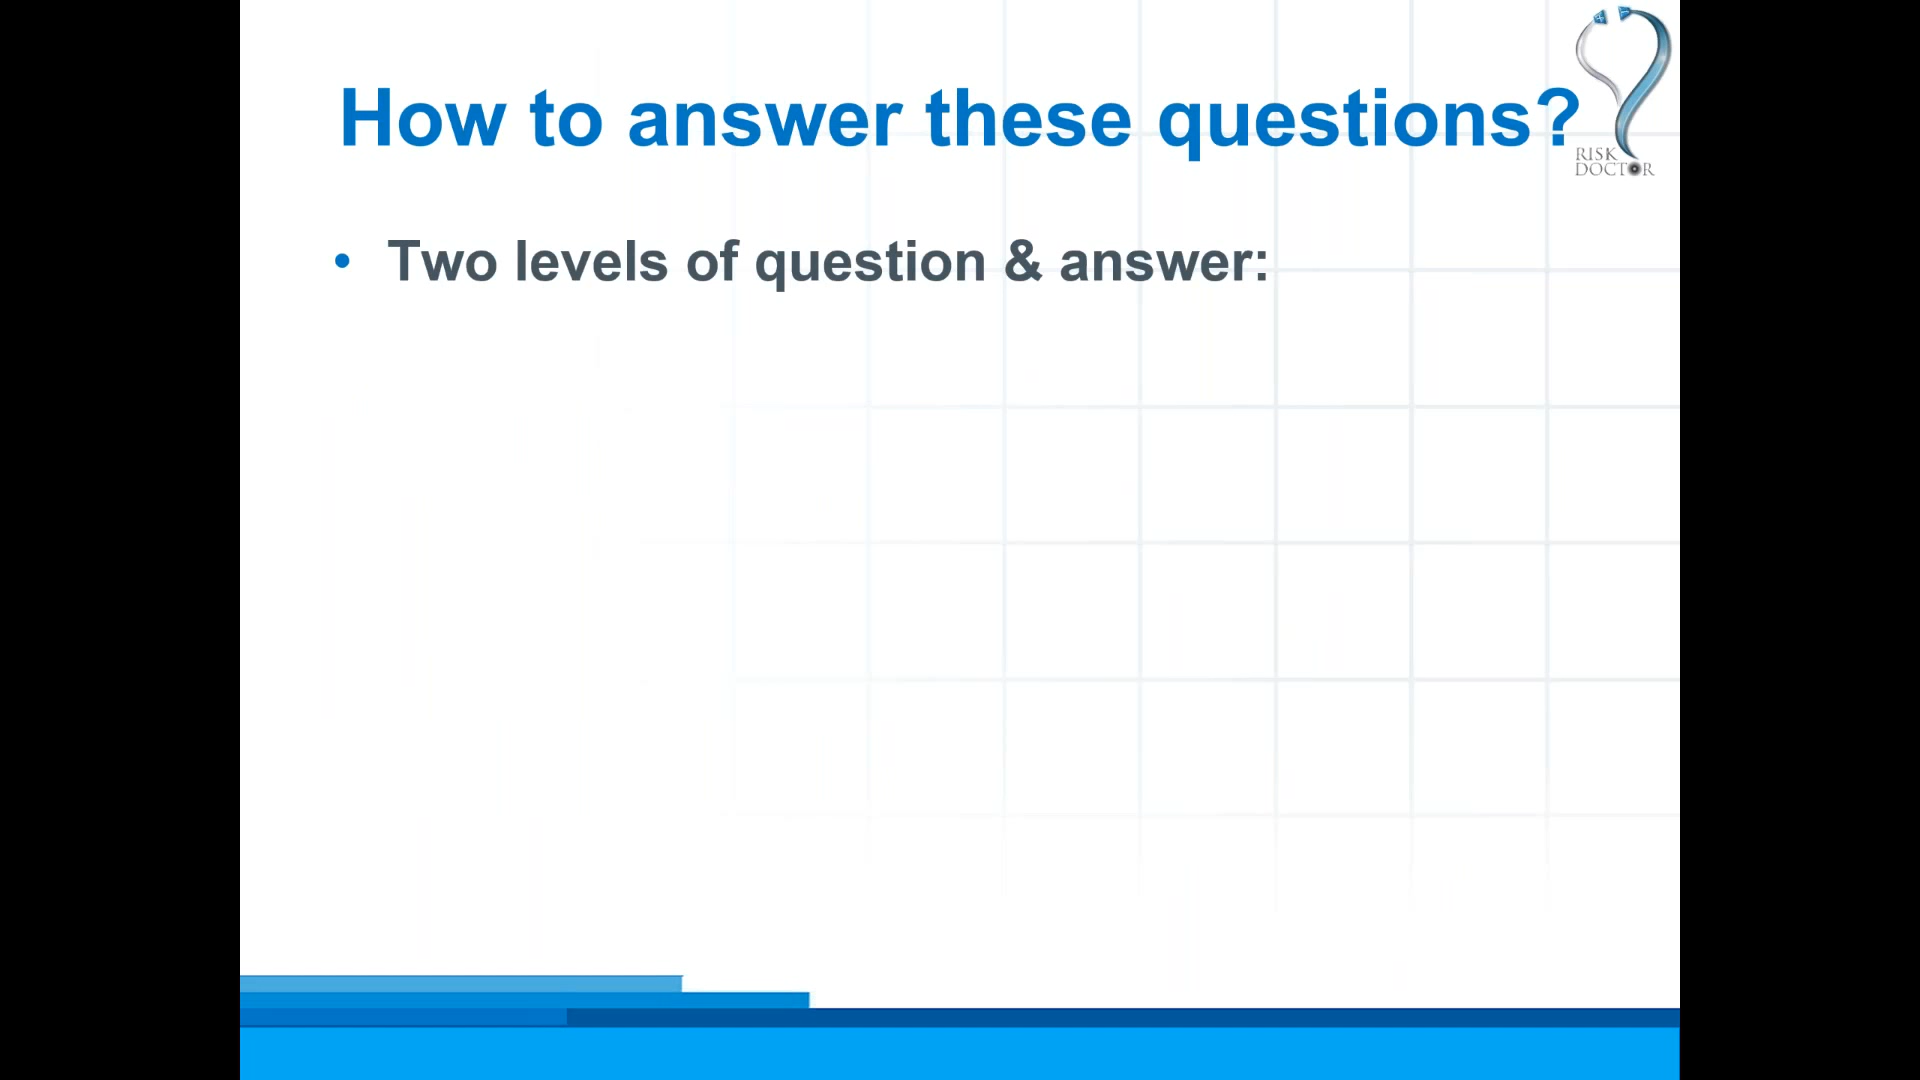 How to answer these questions?
RISK
DOCTOR
• Two levels of question & answer: